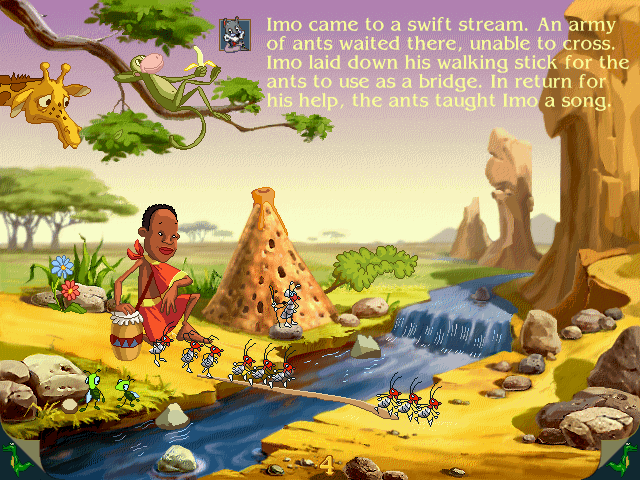 Imo came to a swift stream. An army
of ants waited there, unable to cross.
Imo laid down his walking stick for the
ants to use as a bridge. In return for
his help, the ants taught Imo a song.
4